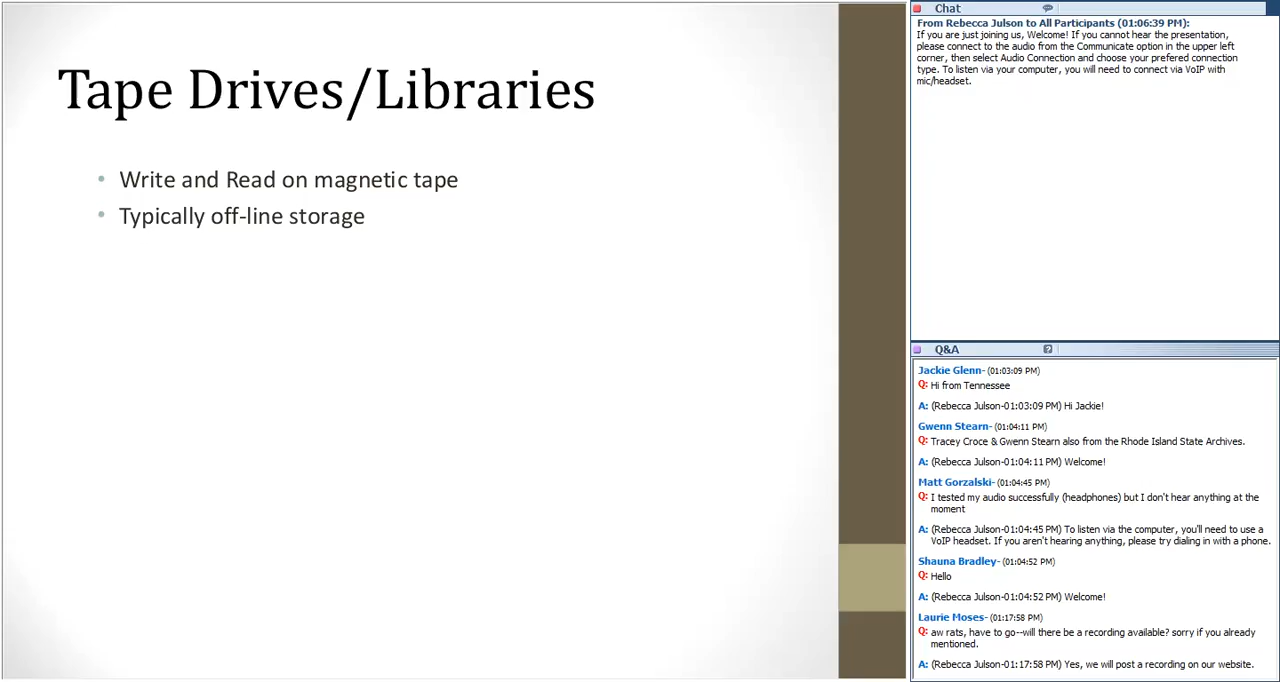 Tape Drives/Libraries
• Write and Read on magnetic tape
• Typically off-line storage
Chat
From Rebecca Julson to All Participants (01:06:39 PM):
If you are just joining us, Welcome! If you cannot hear the presentation,
please connect to the audio from the Communicate option in the upper left
corner, then select Audio Connection and choose your prefered connection
type. To listen via your computer, you will need to connect via VoIP with
mic/headset.
Q&A
Jackie Glenn- (01:03:09 PM)
Q: Hi from Tennessee
A: (Rebecca Julson-01:03:09 PM) Hi Jackie!
Gwenn Stearn- (01:04:11 PM)
Q: Tracey Croce & Gwenn Stearn also from the Rhode Island State Archives.
A: (Rebecca Julson-01:04:11 PM) Welcome!
Matt Gorzalski- (01:04:45 PM)
Q: I tested my audio successfully (headphones) but I don't hear anything at the
moment
A: (Rebecca Julson-01:04:45 PM) To listen via the computer, you'll need to use a
VoIP headset. If you aren't hearing anything, please try dialing in with a phone.
Shauna Bradley- (01:04:52 PM)
Q: Hello
A: (Rebecca Julson-01:04:52 PM) Welcome!
Laurie Moses- (01:17:58 PM)
Q: aw rats, have to go--will there be a recording available? sorry if you already
mentioned.
A: (Rebecca Julson-01:17:58 PM) Yes, we will post a recording on our website.